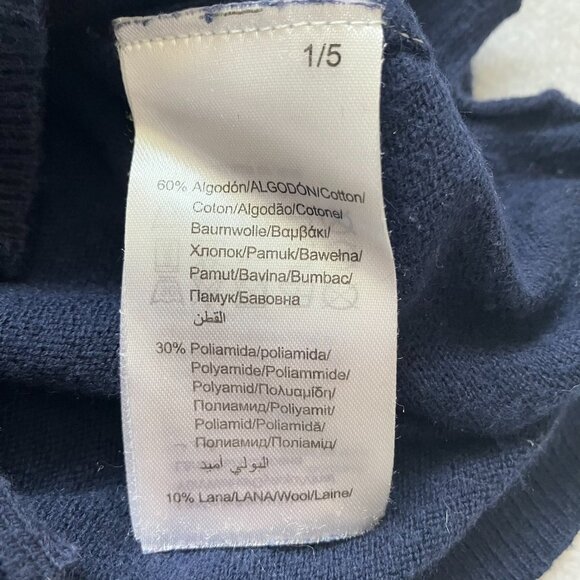 1/5
60% Algodón/ALGODÓN/Cotton/
Coton/Algodão/Cotone/
Baumwolle/Βαμβάκι/
Хлопок/Pamuk/Bawełna/
Pamut/Bavlna/Bumbac/
Памук/Бавовна
القطن
30% Poliamida/poliamida/
Polyamide/Poliammide/
Polyamid/Πολυαμίδη/
Полиамид/Poliyamit/
Poliamid/Poliamidă/
Полиамид/Поліамід/
الدولي أميد
10% Lana/LANA/Wool/Laine/